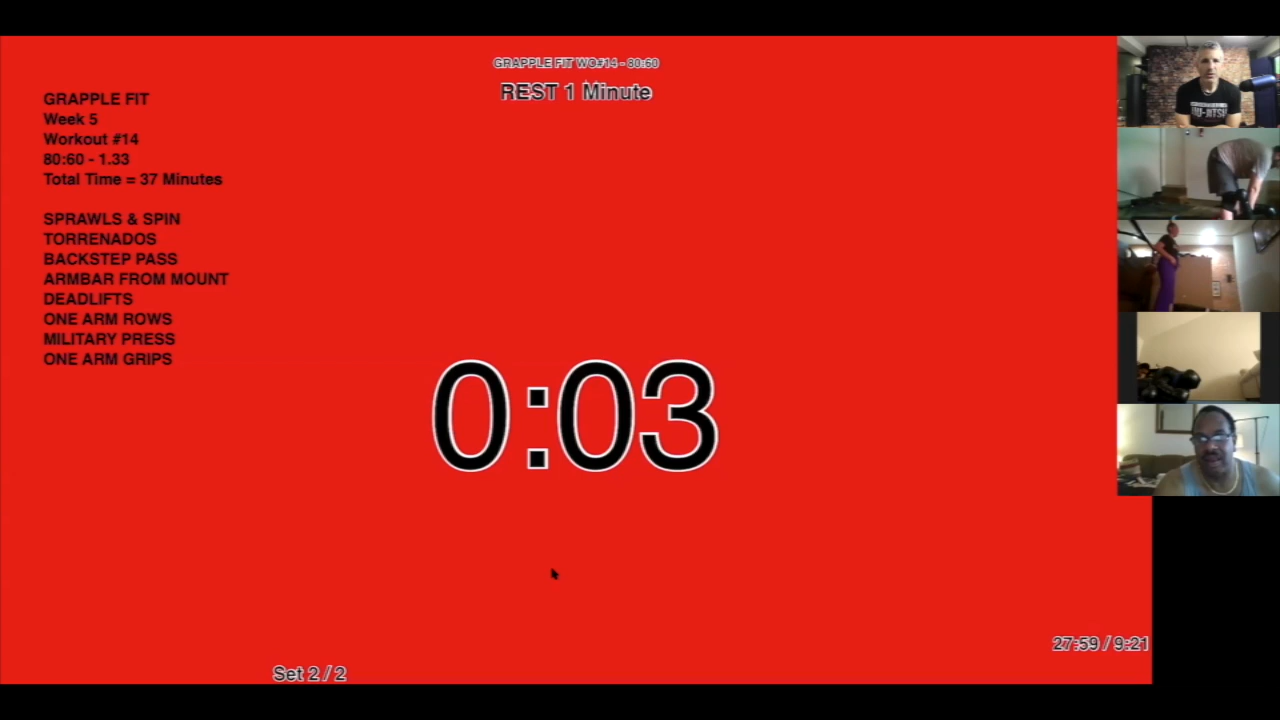 GRAPPLE FIT WO#14 - 80:60
REST 1 Minute
GRAPPLE FIT
Week 5
Workout #14
80:60 - 1.33
Total Time = 37 Minutes
SPRAWLS & SPIN
TORRENADOS
BACKSTEP PASS
ARMBAR FROM MOUNT
DEADLIFTS
ONE ARM ROWS
MILITARY PRESS
ONE ARM GRIPS
0:03
27:59 / 9:21
Set 2 / 2
JIU-JITSU